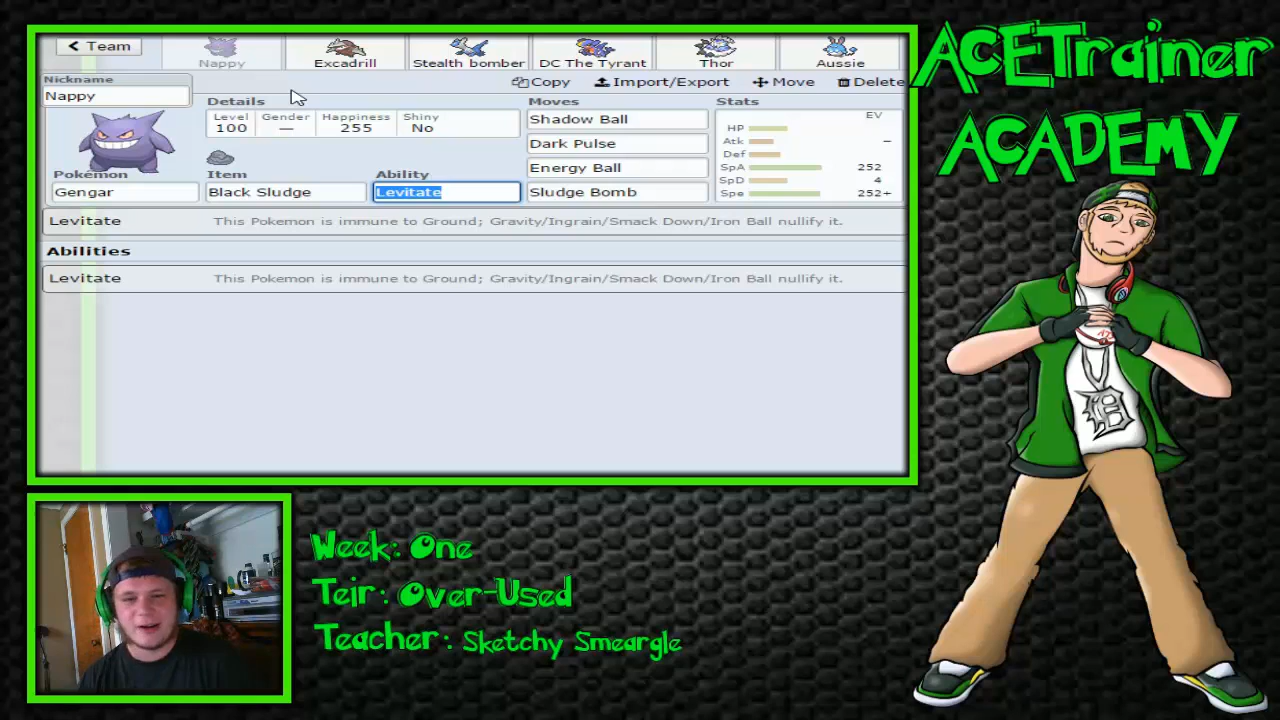 Team
Nappy
Excadrill
Stealth bomber
DC The Tyrant
Thor
Aussie
Copy
Import/Export
Move
Delete
Nickname
Nappy
Details
Level
100
Gender
—
Happiness
255
Shiny
No
Pokémon
Gengar
Item
Black Sludge
Ability
Levitate
Moves
Shadow Ball
Dark Pulse
Energy Ball
Sludge Bomb
Stats
EV
HP
Atk –
Def
SpA 252
SpD 4
Spe 252+
Levitate This Pokemon is immune to Ground; Gravity/Ingrain/Smack Down/Iron Ball nullify it.
Abilities
Levitate This Pokemon is immune to Ground; Gravity/Ingrain/Smack Down/Iron Ball nullify it.
ACETrainer
ACADEMY
Week: One
Teir: Over-Used
Teacher: Sketchy Smeargle